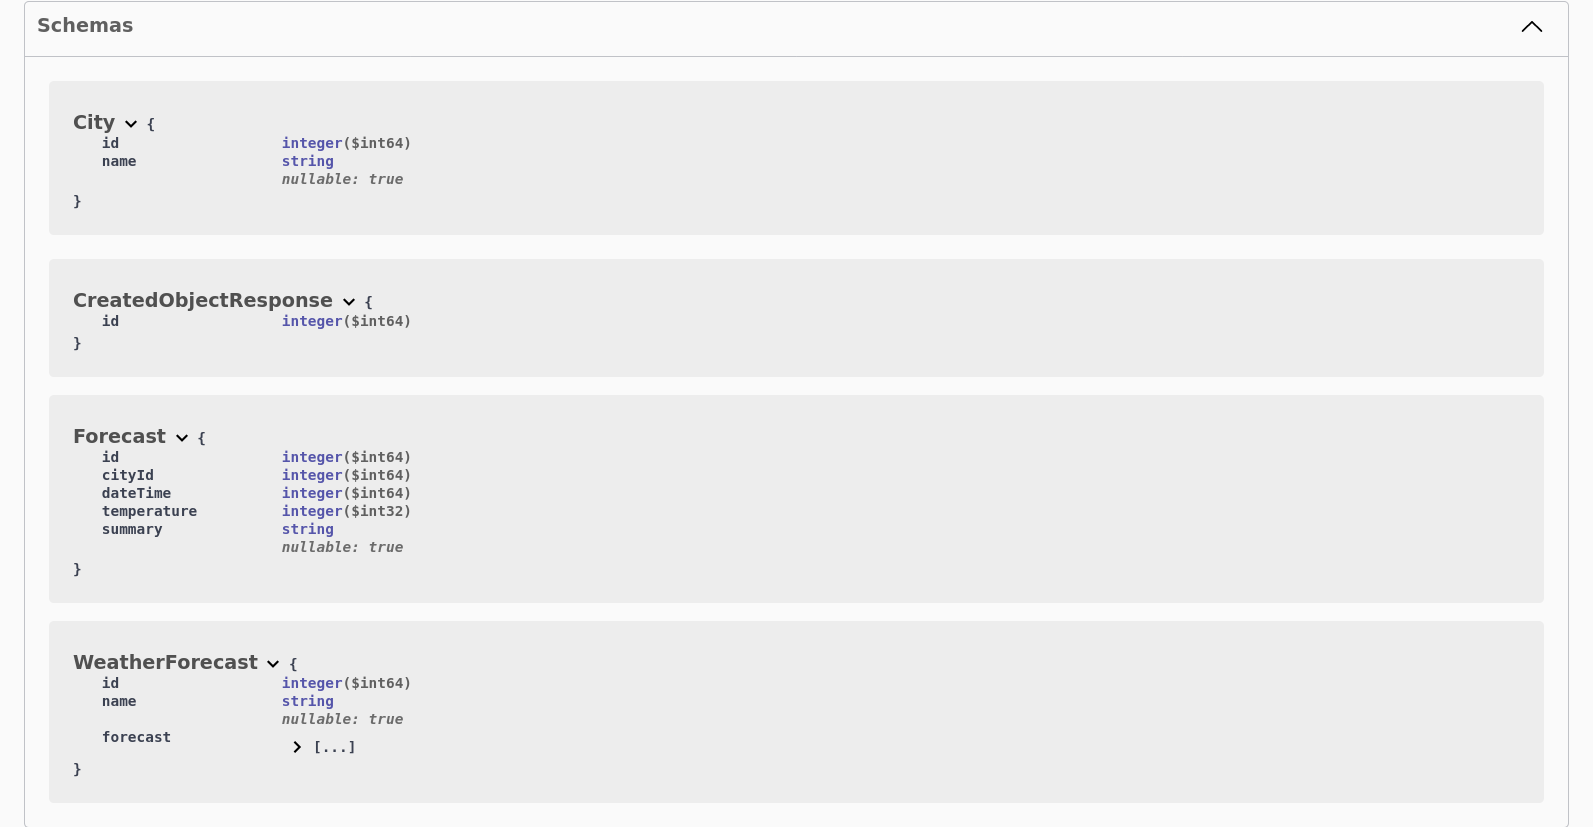 Schemas
City {
id integer($int64)
name string
nullable: true
}
CreatedObjectResponse {
id integer($int64)
}
Forecast {
id integer($int64)
cityId integer($int64)
dateTime integer($int64)
temperature integer($int32)
summary string
nullable: true
}
WeatherForecast {
id integer($int64)
name string
nullable: true
forecast [...]
}